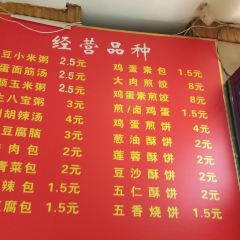 经营品种
豆小米粥 2.5元
蛋面筋汤 2.5元
玉米粥 2.5元
八宝粥 3元
胡辣汤 4元
豆腐脑 3元
肉包 2元
青菜包 2元
辣包 1.5元
腐包 1.5元
鸡蛋素包 1.5元
大肉煎饺 8元
鸡蛋素煎饺 8元
煎/卤鸡蛋 1.5元
鸡蛋煎饼 4元
葱油酥饼 2元
莲蓉酥饼 2元
豆沙酥饼 2元
五仁酥饼 2元
五香烧饼 1.5元